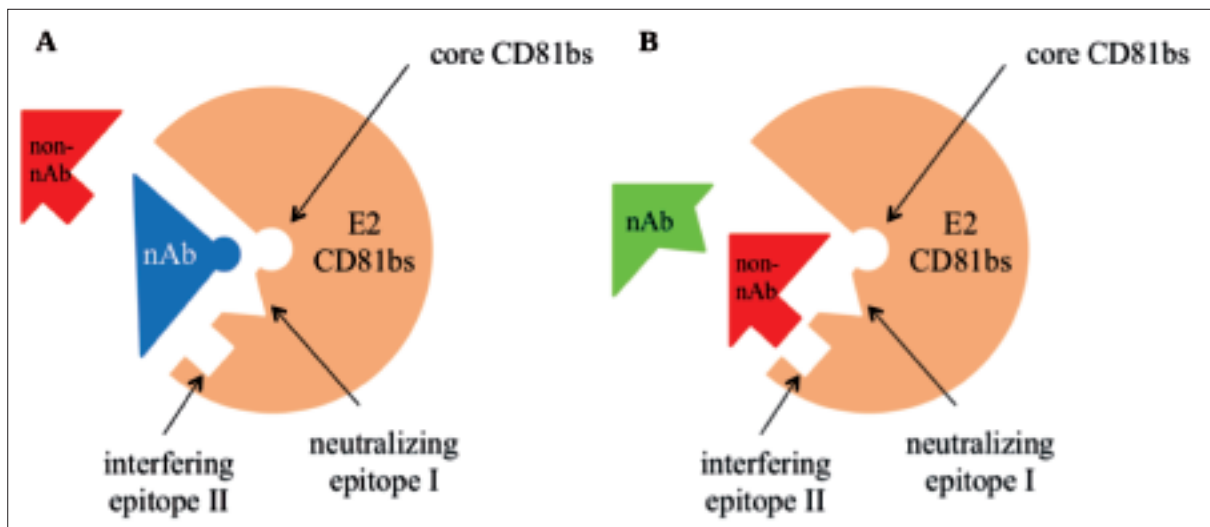 A
core CD81bs
non-
nAb
nAb
E2
CD81bs
interfering
epitope II
neutralizing
epitope I
B
core CD81bs
nAb
non-
nAb
E2
CD81bs
interfering
epitope II
neutralizing
epitope I